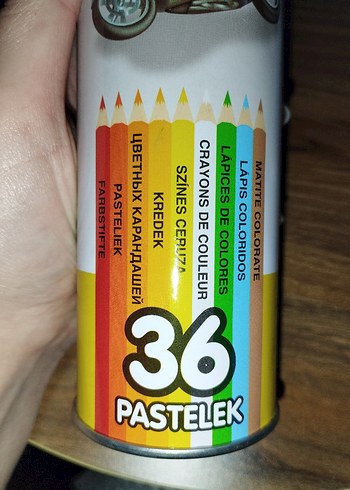 FARBSTIFTE
PASTELIEK
ЦВЕТНЫХ КАРАНДАШЕЙ
KREDEK
SZÍNES CERUZA
CRAYONS DE COULEUR
LÁPICES DE COLORES
LÁPIS COLORIDOS
MATITE COLORATE
36
PASTELEK